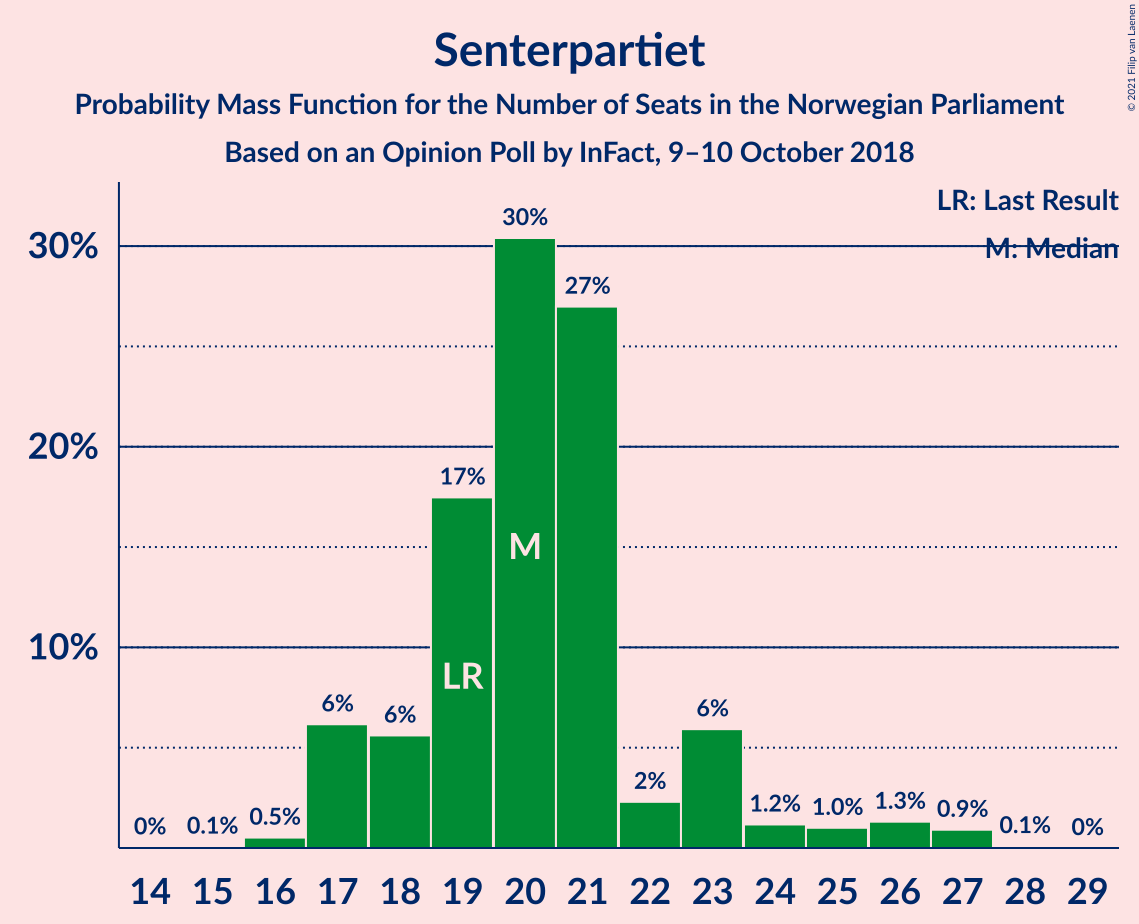 Senterpartiet
Probability Mass Function for the Number of Seats in the Norwegian Parliament
Based on an Opinion Poll by InFact, 9–10 October 2018
© 2021 Filip van Laenen
LR: Last Result
M: Median
30%
20%
10%
0%
0.1%
0.5%
6%
6%
17%
30%
27%
2%
6%
1.2%
1.0%
1.3%
0.9%
0.1%
0%
LR
M
14 15 16 17 18 19 20 21 22 23 24 25 26 27 28 29